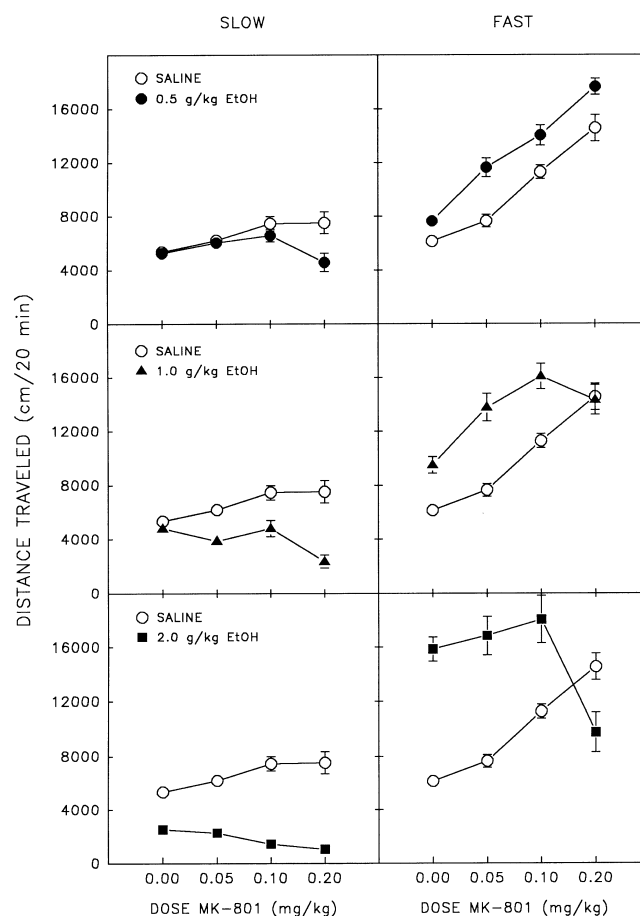 SLOW FAST
SALINE
0.5 g/kg EtOH
16000
12000
8000
4000
0
SALINE
1.0 g/kg EtOH
16000
12000
8000
4000
0
SALINE
2.0 g/kg EtOH
16000
12000
8000
4000
0
DISTANCE TRAVELED (cm/20 min)
0.00 0.05 0.10 0.20 0.00 0.05 0.10 0.20
DOSE MK-801 (mg/kg) DOSE MK-801 (mg/kg)